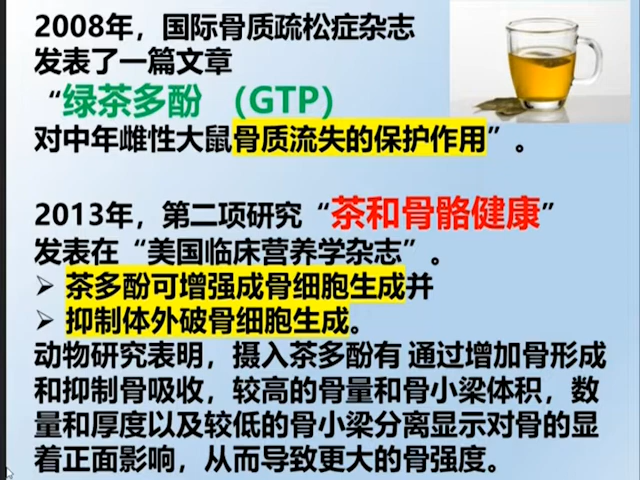 2008年，国际骨质疏松症杂志
发表了一篇文章
“绿茶多酚 （GTP）
对中年雌性大鼠骨质流失的保护作用”。
2013年，第二项研究“茶和骨骼健康”
发表在“美国临床营养学杂志”。
➢ 茶多酚可增强成骨细胞生成并
➢ 抑制体外破骨细胞生成。
动物研究表明，摄入茶多酚有 通过增加骨形成
和抑制骨吸收，较高的骨量和骨小梁体积，数
量和厚度以及较低的骨小梁分离显示对骨的显
着正面影响，从而导致更大的骨强度。